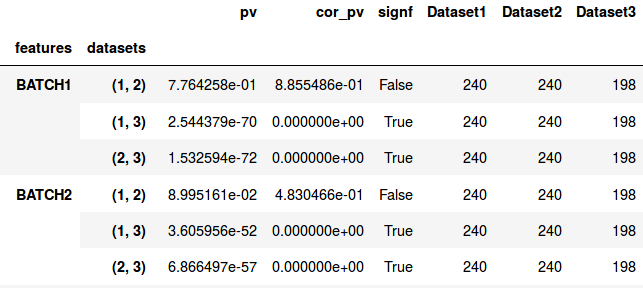 pv cor_pv signf Dataset1 Dataset2 Dataset3
features datasets
BATCH1 (1, 2) 7.764258e-01 8.855486e-01 False 240 240 198
(1, 3) 2.544379e-70 0.000000e+00 True 240 240 198
(2, 3) 1.532594e-72 0.000000e+00 True 240 240 198
BATCH2 (1, 2) 8.995161e-02 4.830466e-01 False 240 240 198
(1, 3) 3.605956e-52 0.000000e+00 True 240 240 198
(2, 3) 6.866497e-57 0.000000e+00 True 240 240 198